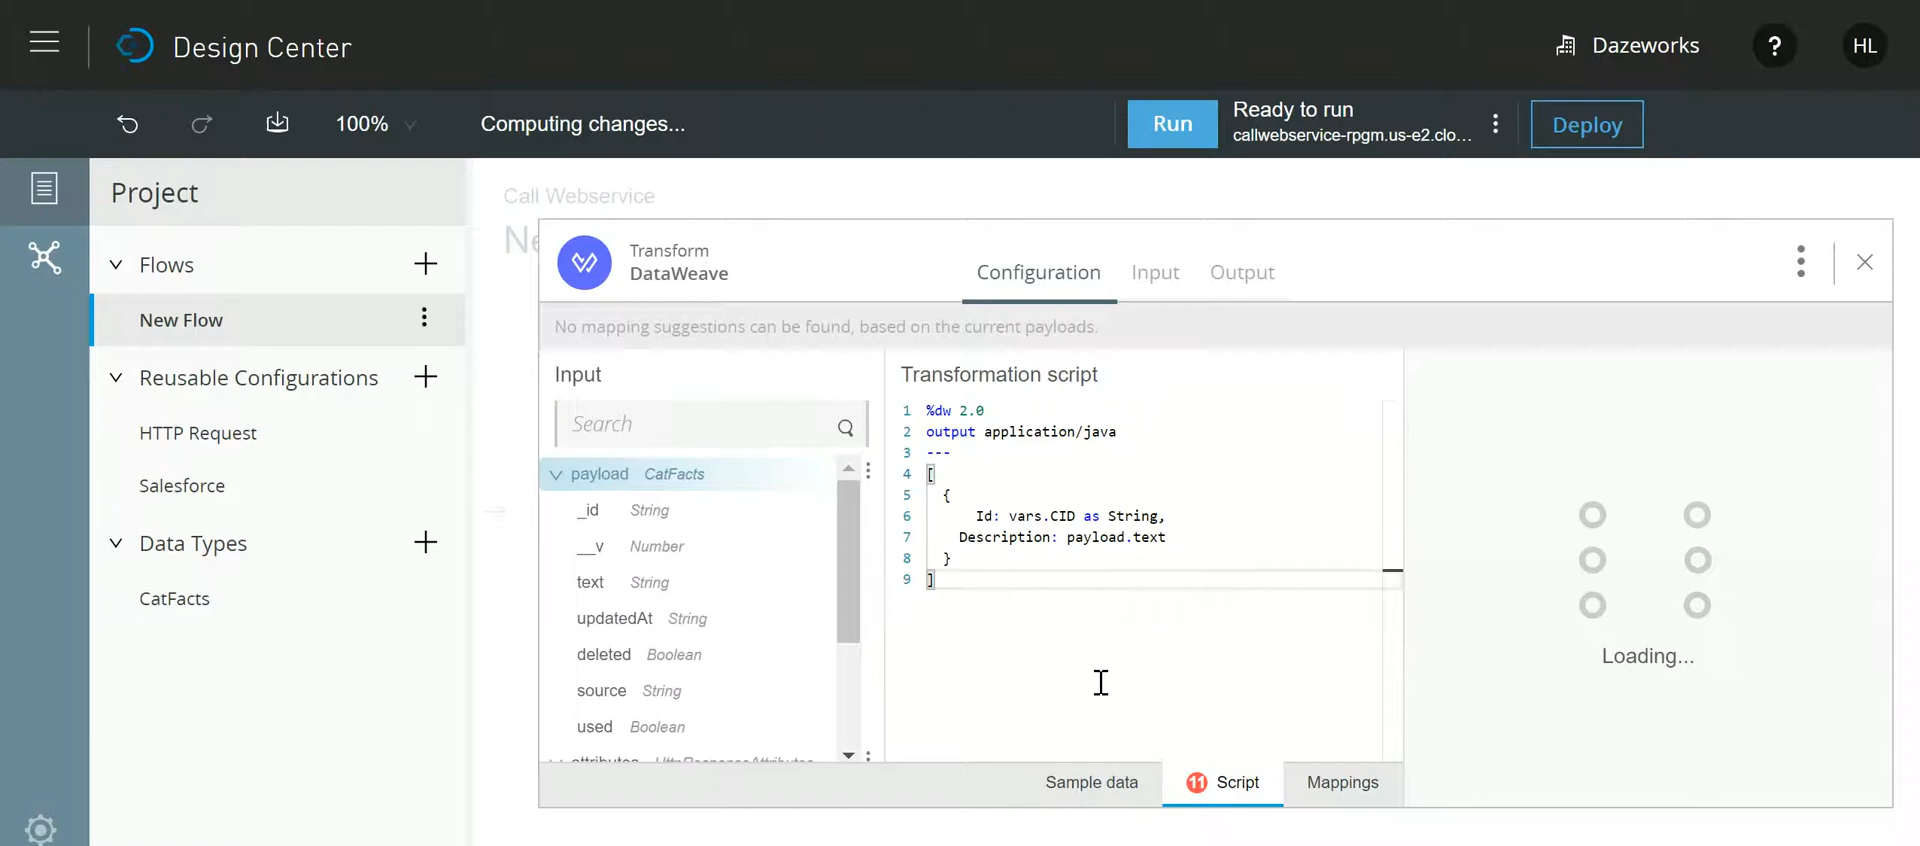 Design Center
Dazeworks
?
HL
100%
Computing changes...
Run
Ready to run
callwebservice-rpgm.us-e2.clo...
Deploy
Project
Flows
New Flow
Reusable Configurations
HTTP Request
Salesforce
Data Types
CatFacts
Call Webservice
Ne
Transform
DataWeave
Configuration
Input
Output
No mapping suggestions can be found, based on the current payloads.
Input
Search
payload CatFacts
_id String
__v Number
text String
updatedAt String
deleted Boolean
source String
used Boolean
attributes HttpResponseAttributes
Transformation script
1 %dw 2.0
2 output application/java
3 ---
4 [
5 {
6 Id: vars.CID as String,
7 Description: payload.text
8 }
9 ]
Loading...
Sample data
11 Script
Mappings